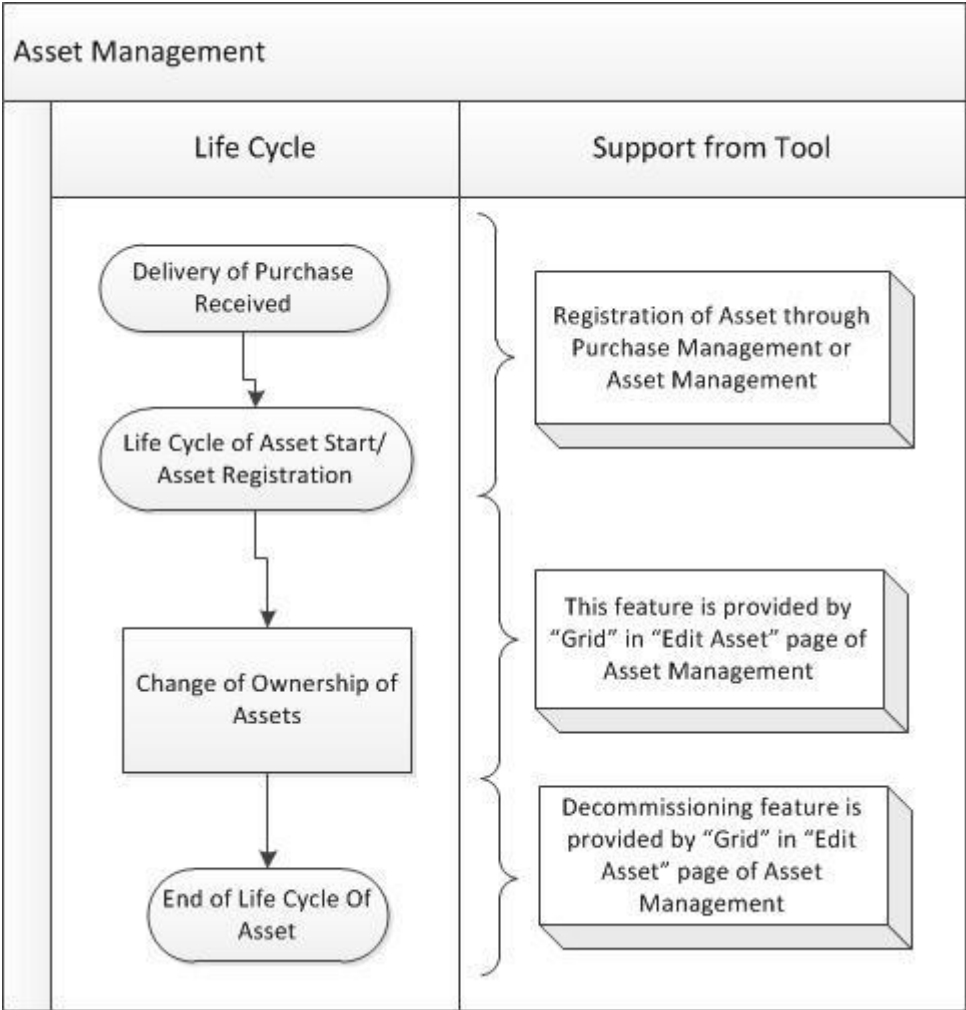 Asset Management
Life Cycle
Support from Tool
Delivery of Purchase
Received
Registration of Asset through
Purchase Management or
Asset Management
Life Cycle of Asset Start/
Asset Registration
This feature is provided by
“Grid” in “Edit Asset” page of
Asset Management
Change of Ownership of
Assets
Decommissioning feature is
provided by “Grid” in “Edit
Asset” page of Asset
Management
End of Life Cycle Of
Asset